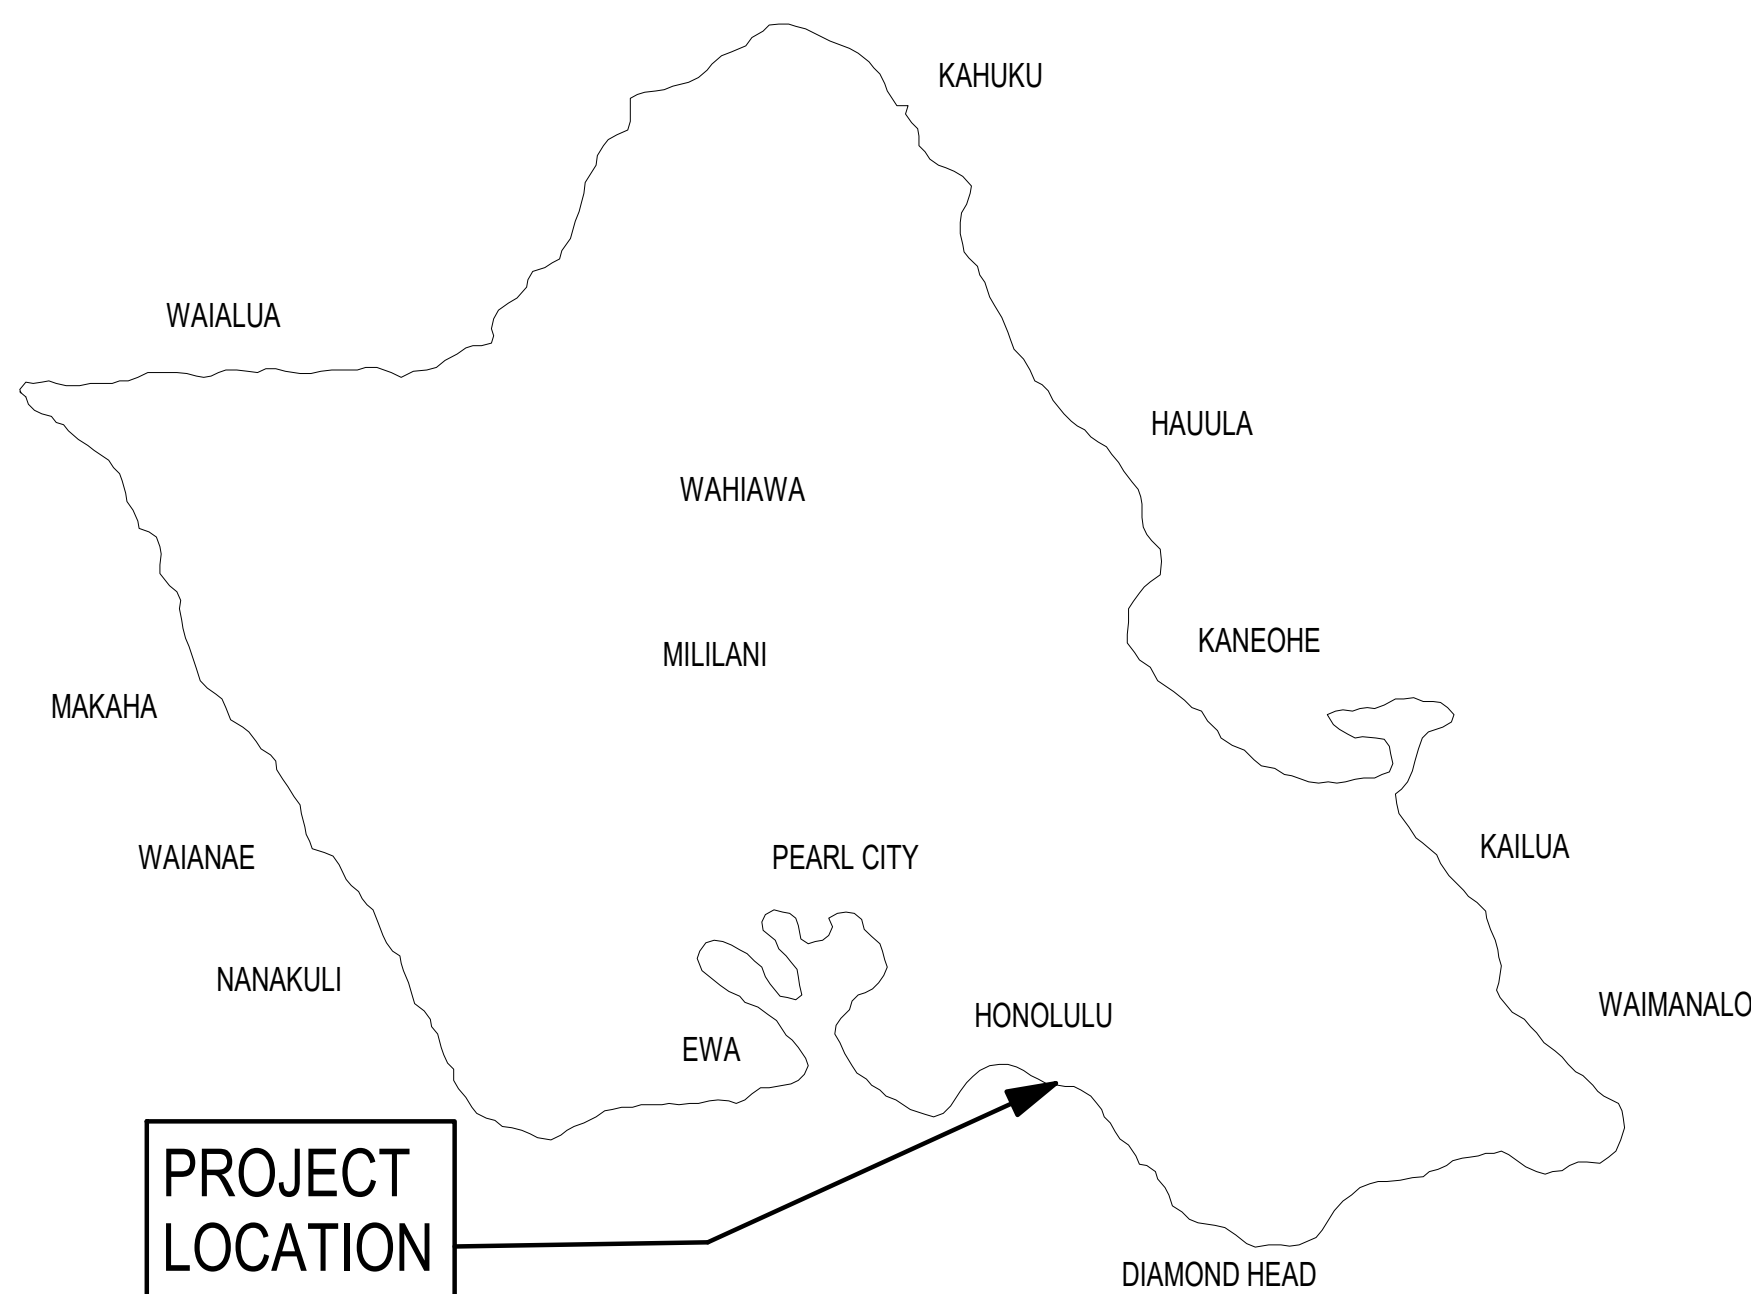 KAHUKU
WAIALUA
HAUULA
WAHIAWA
KANEOHE
MILILANI
MAKAHA
KAILUA
WAIANAE
PEARL CITY
NANAKULI
WAIMANALO
HONOLULU
EWA
PROJECT
LOCATION
DIAMOND HEAD